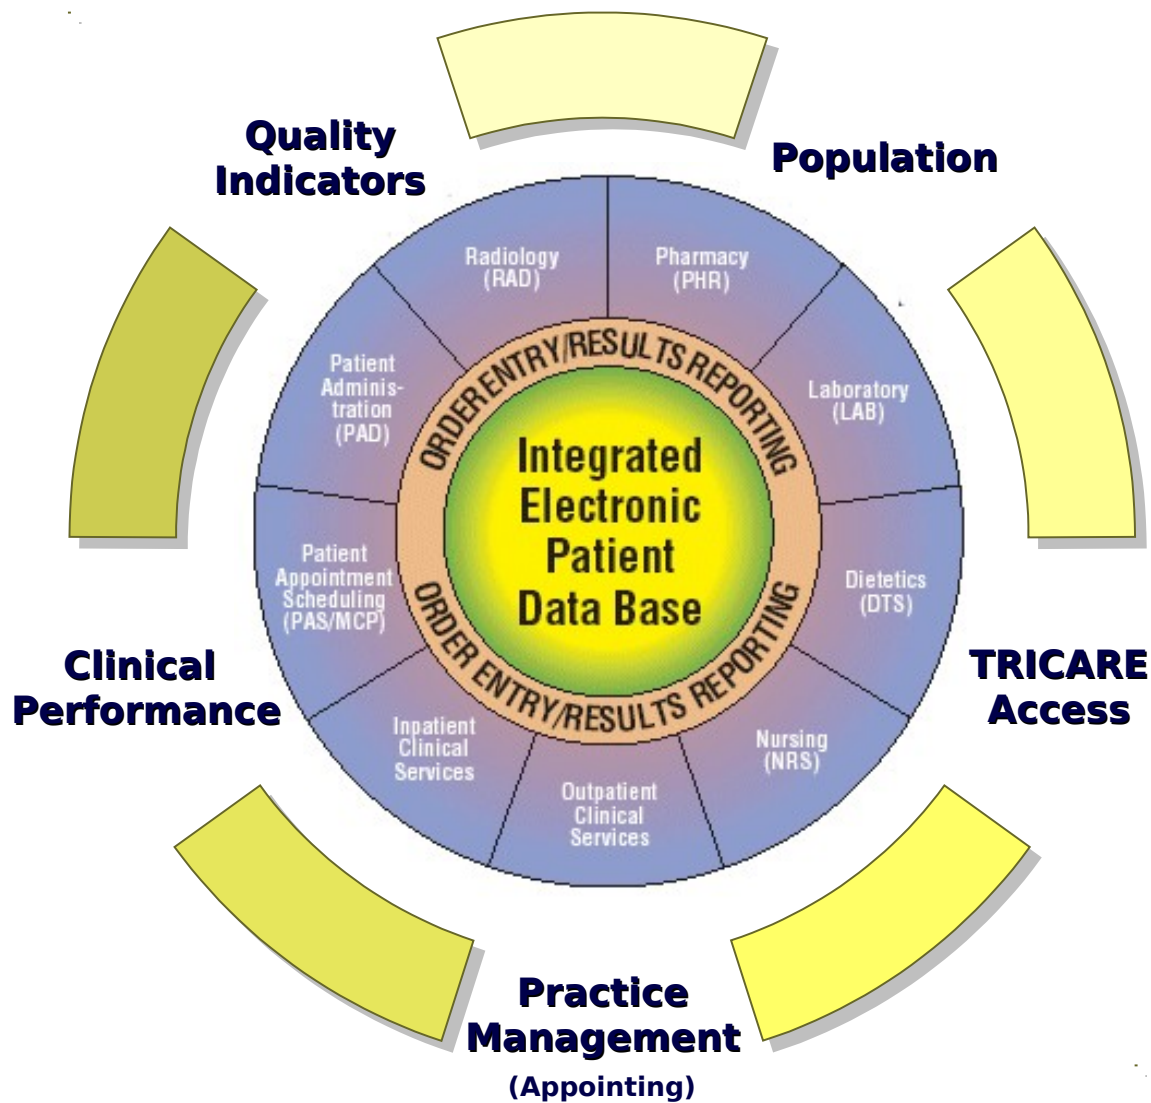 Quality
Indicators
Population
Radiology
(RAD)
Pharmacy
(PHR)
Patient
Adminis-
tration
(PAD)
Laboratory
(LAB)
ORDER ENTRY/RESULTS REPORTING
Integrated
Electronic
Patient
Data Base
ORDER ENTRY/RESULTS REPORTING
Patient
Appointment
Scheduling
(PAS/MCP)
Dietetics
(DTS)
Clinical
Performance
TRICARE
Access
Inpatient
Clinical
Services
Nursing
(NRS)
Outpatient
Clinical
Services
Practice
Management
(Appointing)